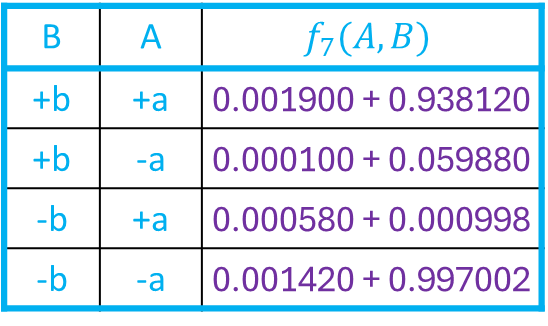 B A f₇(A, B)
+b +a 0.001900 + 0.938120
+b -a 0.000100 + 0.059880
-b +a 0.000580 + 0.000998
-b -a 0.001420 + 0.997002